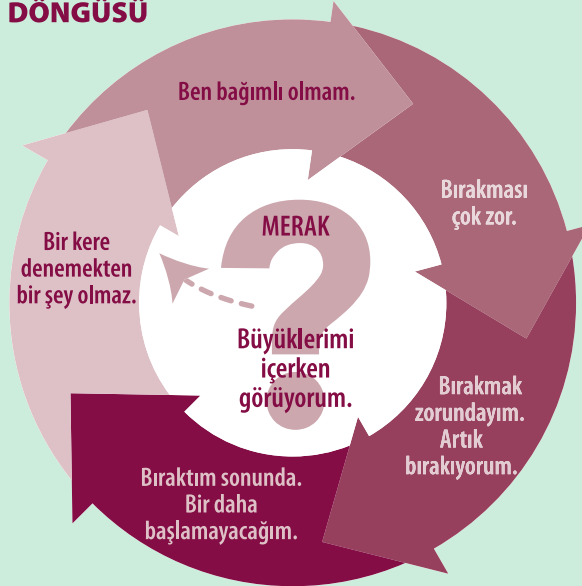 DÖNGÜSÜ
Ben bağımlı olmam.
Bırakması
çok zor.
Bırakmak
zorundayım.
Artık
bırakıyorum.
Bıraktım sonunda.
Bir daha
başlamayacağım.
Bir kere
denemekten
bir şey olmaz.
MERAK
?
Büyüklerimi
içerken
görüyorum.